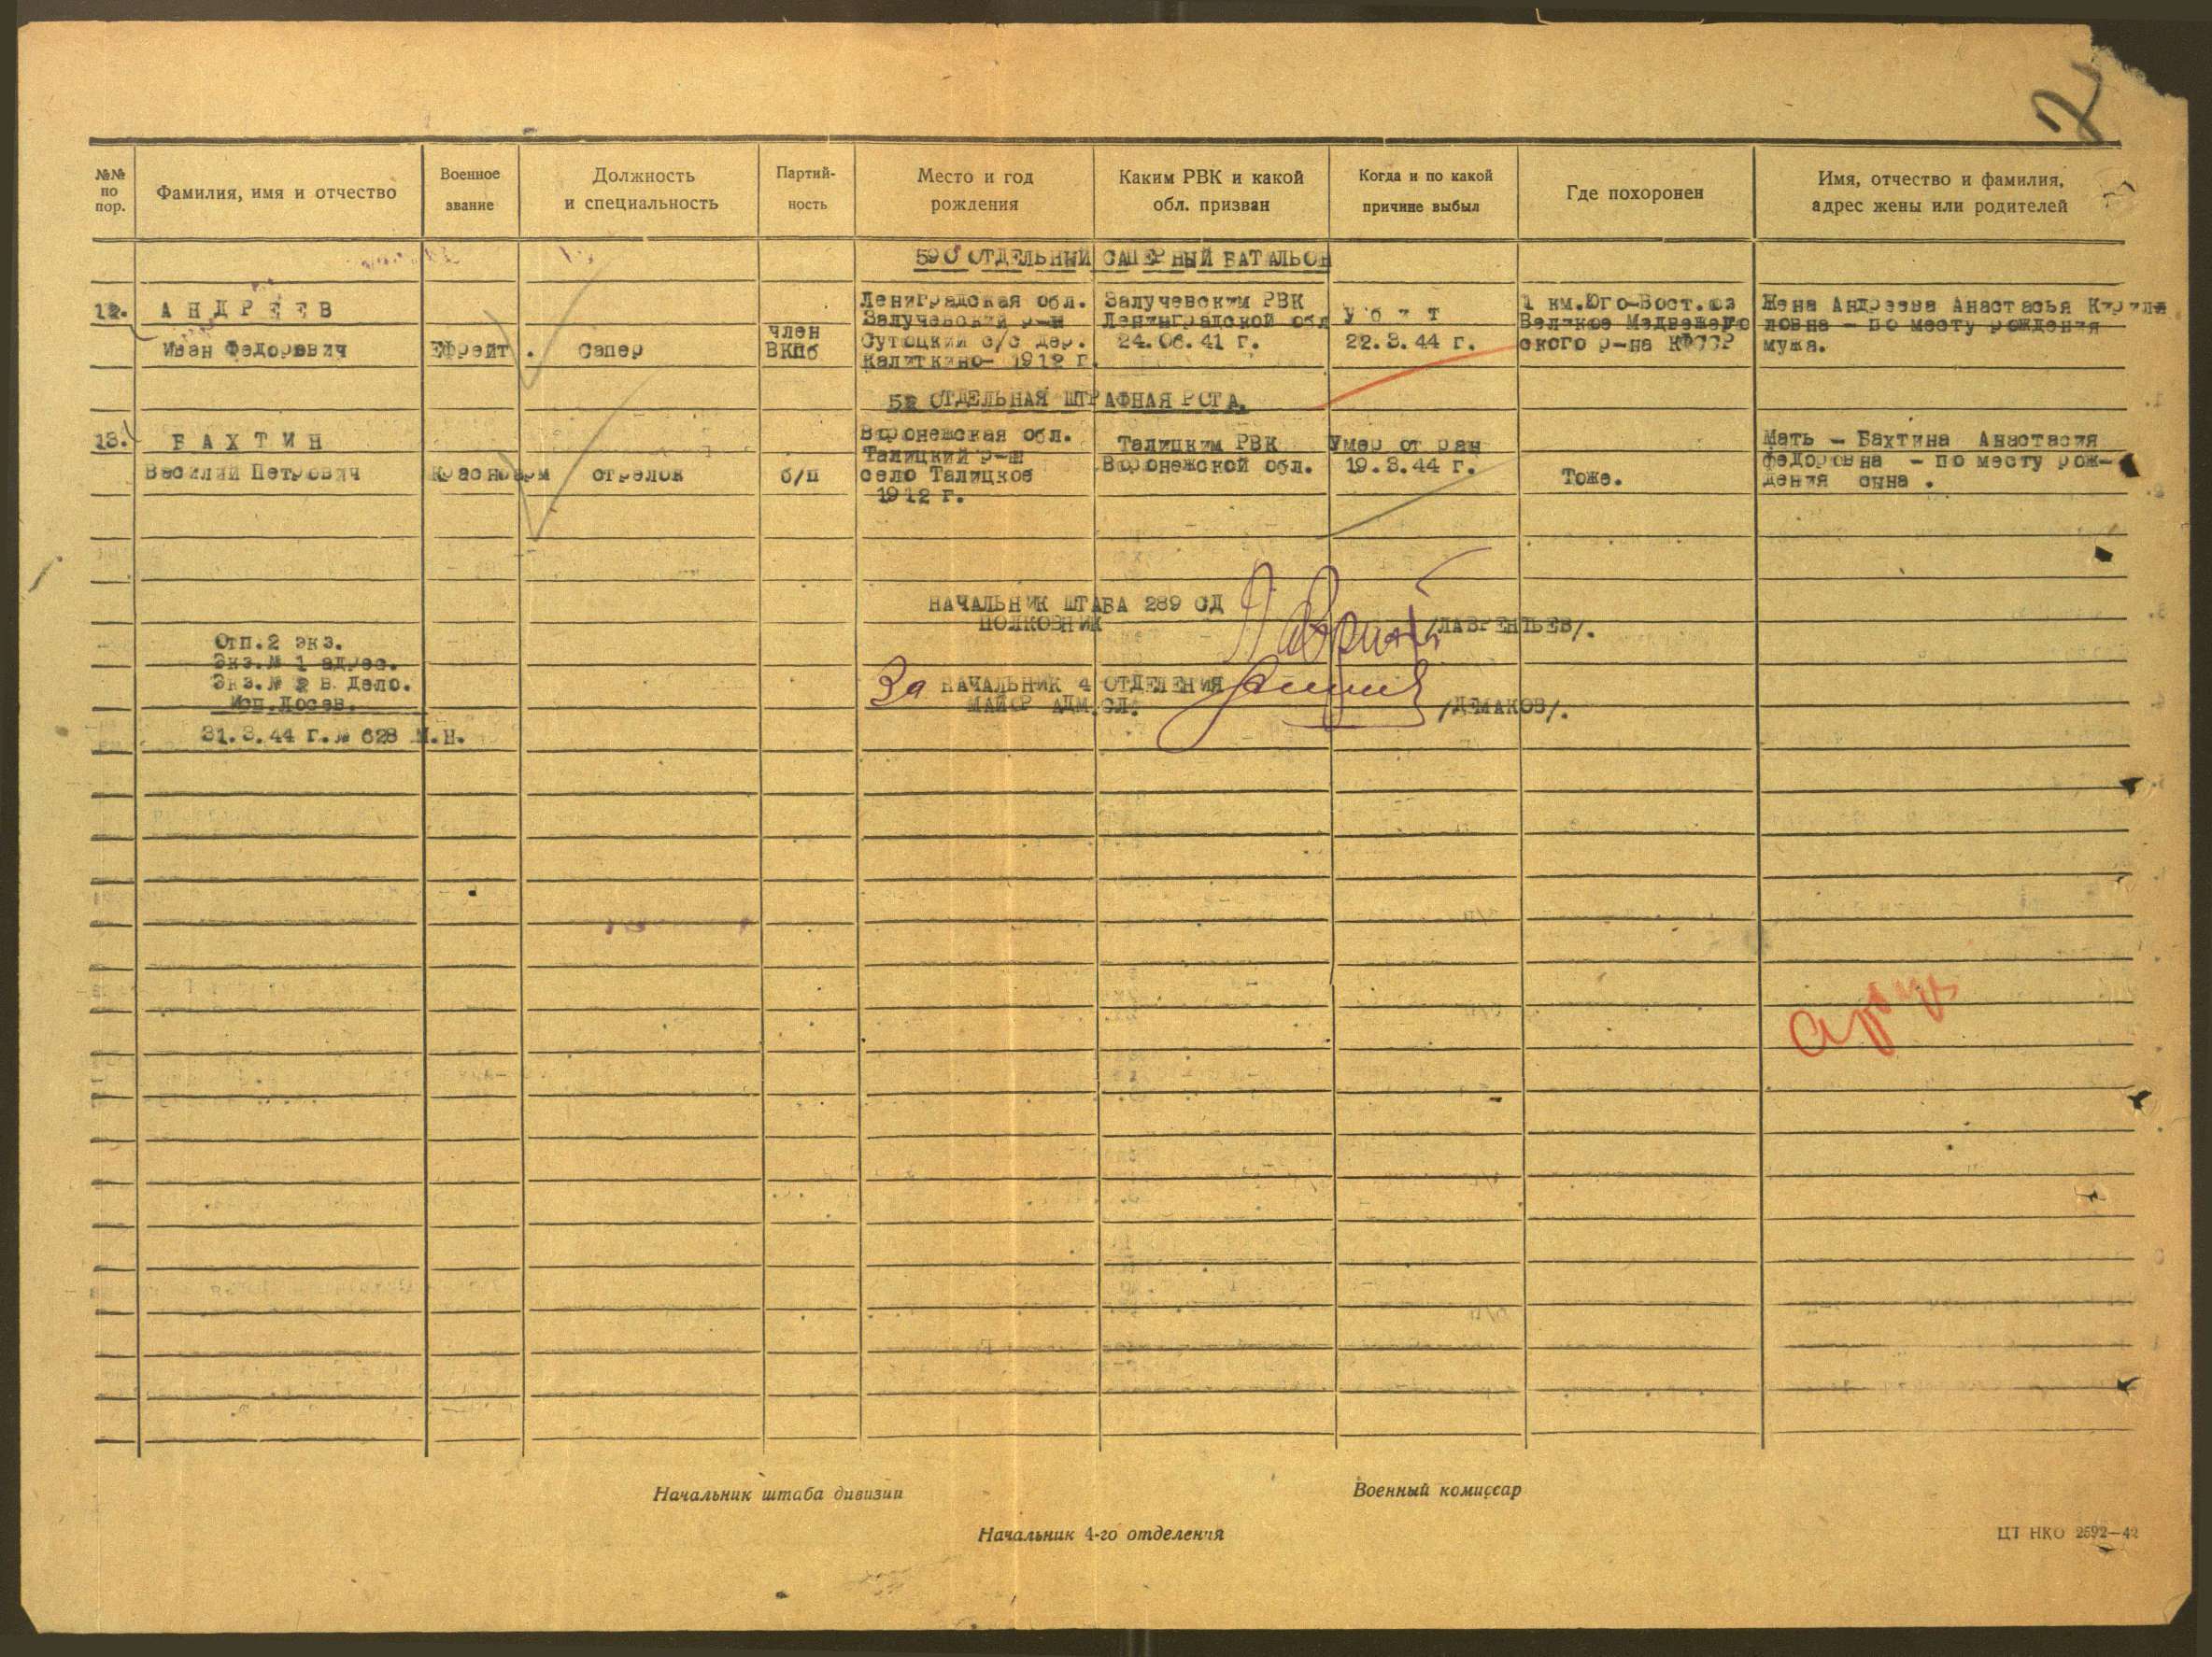 №№ по пор.
Фамилия, имя и отчество
Военное звание
Должность и специальность
Партий-ность
Место и год рождения
Каким РВК и какой обл. призван
Когда и по какой причине выбыл
Где похоронен
Имя, отчество и фамилия, адрес жены или родителей
590 ОТДЕЛЬНЫЙ САПЕРНЫЙ БАТАЛЬОН
12.
АНДРЕЕВ
Иван Федорович
Ефрейт.
Сапер
член
ВКПб
Ленинградская обл.
Залучевский р-н
Сутоцкий с/с дер.
Калиткино- 1912 г.
Залучевским РВК
Ленинградской обл
24.06.41 г.
Убит
22.3.44 г.
1 км.Юго-Вост.
Великое Медвежего
ского р-на КФССР
Жена Андреева Анастасья Кирил
ловна - по месту рождения
мужа.
ОТДЕЛЬНАЯ ШТРАФНАЯ РОТА.
13.
БАХТИН
Василий Петрович
Красноарм
стрелок
б/п
Воронежская обл.
Талицкий р-н
село Талицкое
1912 г.
Талицким РВК
Воронежской обл.
Умер от ран
19.3.44 г.
Тоже.
Мать - Бахтина Анастасия
Федоровна - по месту рож-
дения сына.
НАЧАЛЬНИК ШТАБА 289 СД
ПОЛКОВНИК
/ЛАВРЕНТЬЕВ/.
За НАЧАЛЬНИК 4 ОТДЕЛЕНИЯ
МАЙОР АДМ.СЛ.
/ДЕМАКОВ/.
Отп.2 экз.
Экз.№ 1 адрес.
Экз.№ 2 в дело.
Исп.Лосев.
31.3.44 г.№ 628 М.Н.
Начальник штаба дивизии
Военный комиссар
Начальник 4-го отделения
ЦТ НКО 2592—42